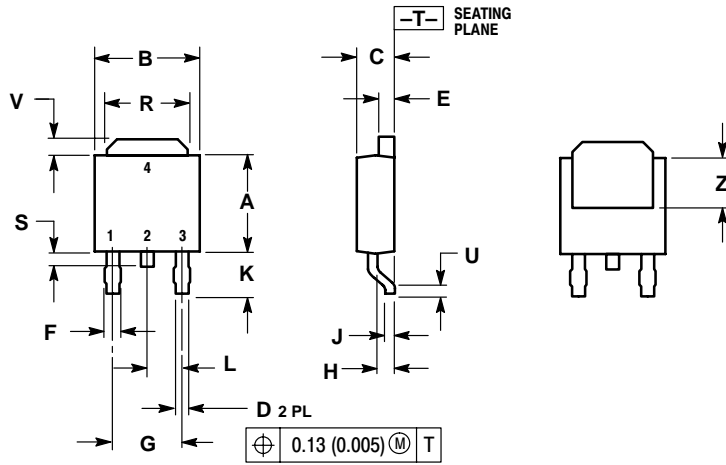 –T– SEATING
PLANE
B
C
V
R
E
4
A
Z
S
1 2 3
K
U
F
J
L
H
D 2 PL
G
⌖ 0.13 (0.005) Ⓜ T